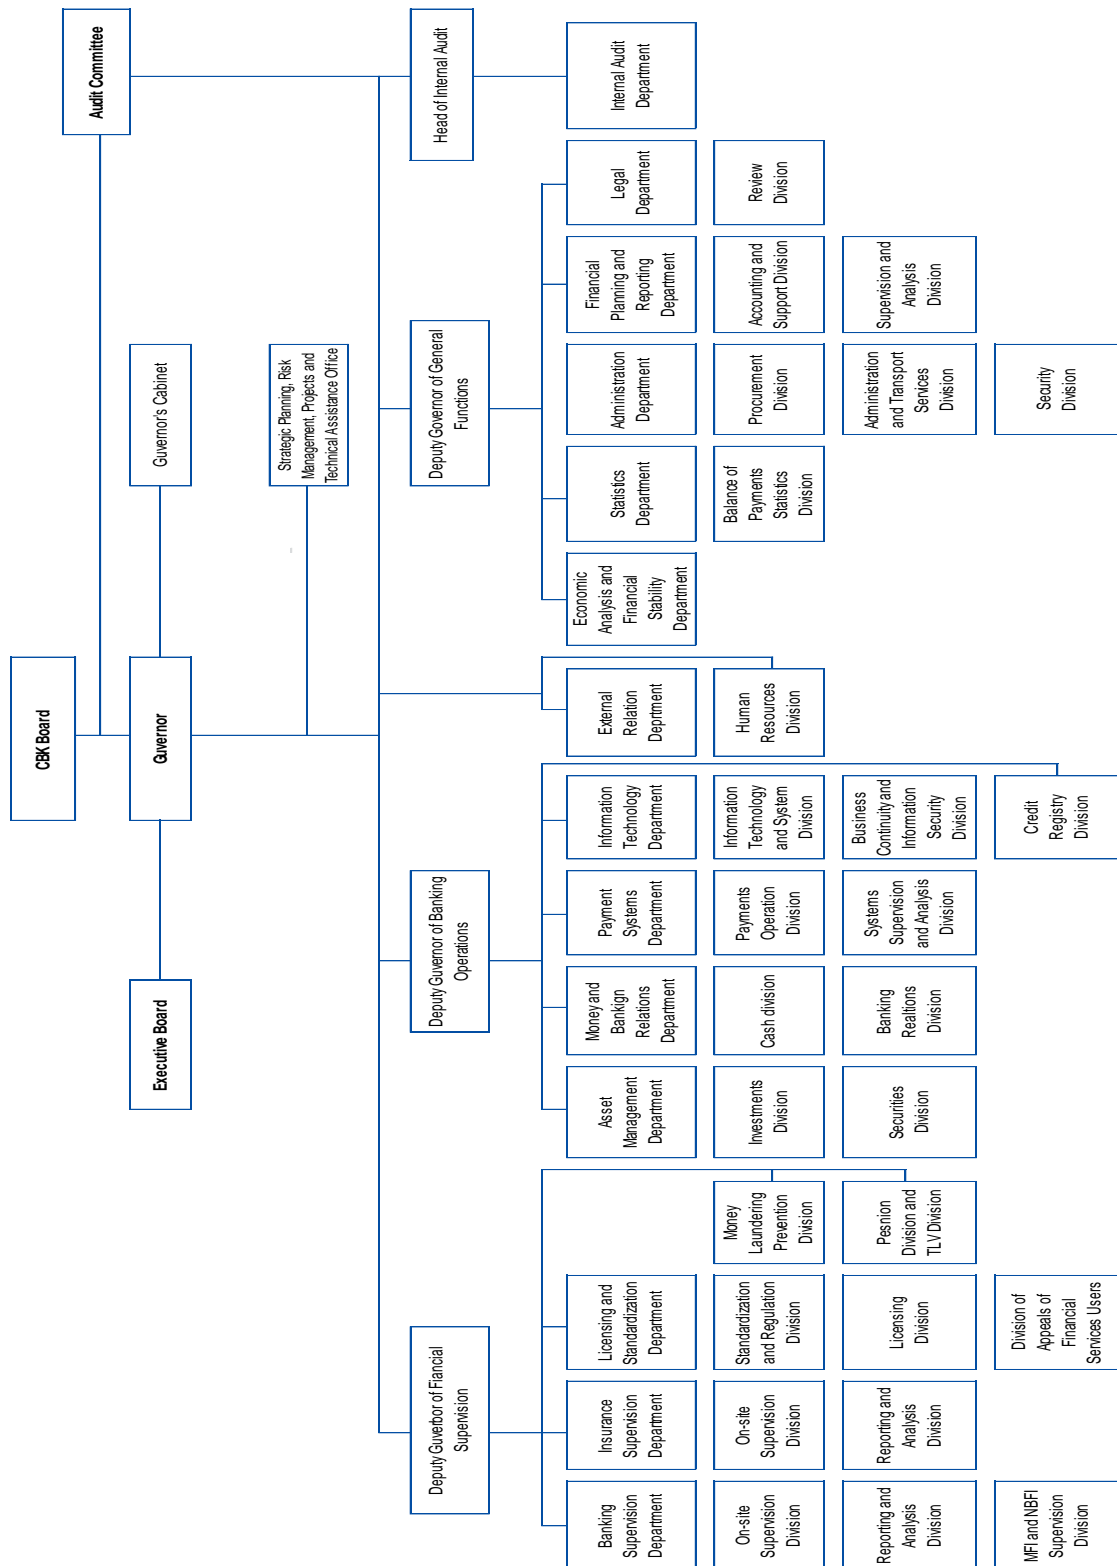 CBK Board
Audit Committee
Executive Board
Guvernor
Guvernor's Cabinet
Strategic Planning, Risk
Management, Projects and
Technical Assistance Office
Deputy Guverbor of Fiancial
Supervision
Deputy Guvernor of Banking
Operations
Deputy Governor of General
Functions
Head of Internal Audit
Banking
Supervision
Department
On-site
Supervision
Division
Reporting and
Analysis
Division
MFI and NBFI
Supervision
Division
Insurance
Supervision
Department
On-site
Supervision
Division
Reporting and
Analysis
Division
Licensing and
Standardization
Department
Standardization
and Regulation
Division
Licensing
Division
Division of
Appeals of
Financial
Services Users
Money
Laundering
Prevention
Division
Pesnion
Division and
TLV Division
Asset
Management
Department
Investments
Division
Securities
Division
Money and
Bankign
Relations
Department
Cash division
Banking
Realtions
Division
Payment
Systems
Department
Payments
Operation
Division
Systems
Supervision
and Analysis
Division
Information
Technology
Department
Information
Technology
and System
Division
Business
Continuity and
Information
Security
Division
Credit
Registry
Division
External
Relation
Deprtment
Human
Resources
Division
Economic
Analysis and
Financial
Stability
Department
Statistics
Department
Balance of
Payments
Statistics
Division
Administration
Department
Procurement
Division
Administration
and Transport
Services
Division
Security
Division
Financial
Planning and
Reporting
Department
Accounting and
Support Division
Supervision and
Analysis
Division
Legal
Department
Review
Division
Internal Audit
Department